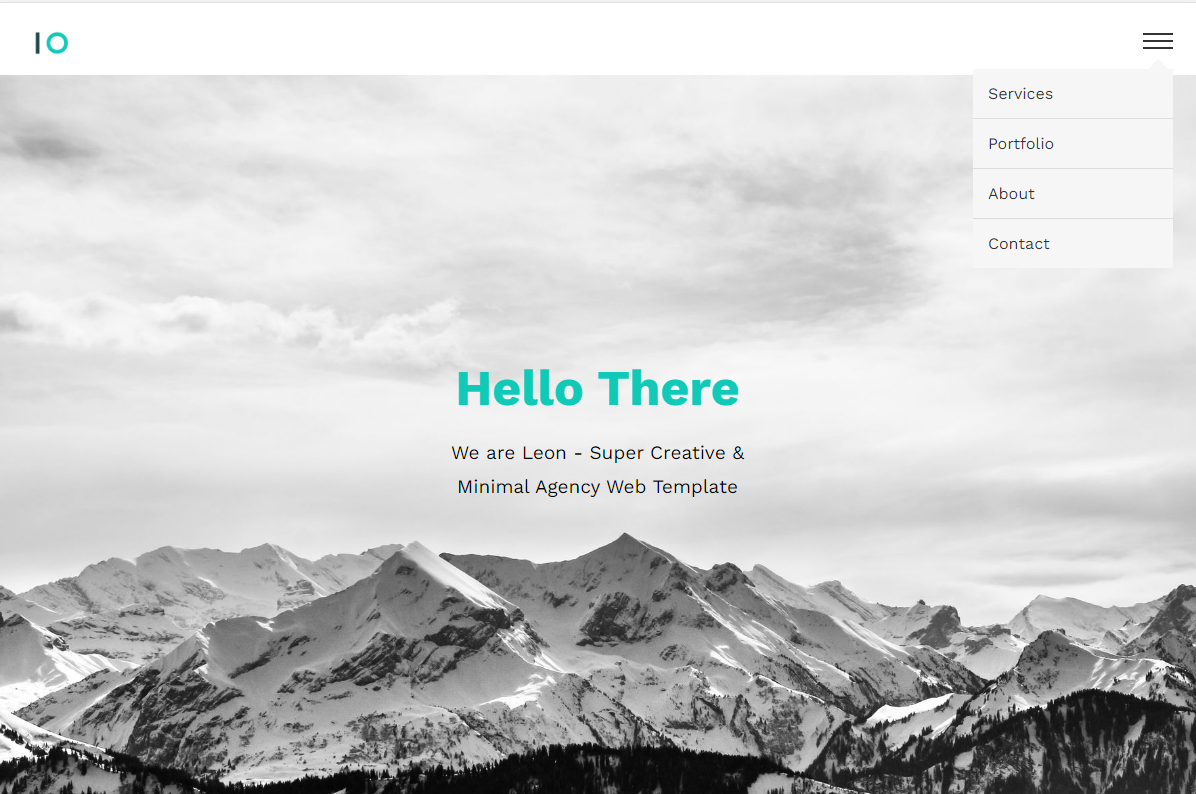 IO
Services
Portfolio
About
Contact
Hello There
We are Leon - Super Creative &
Minimal Agency Web Template